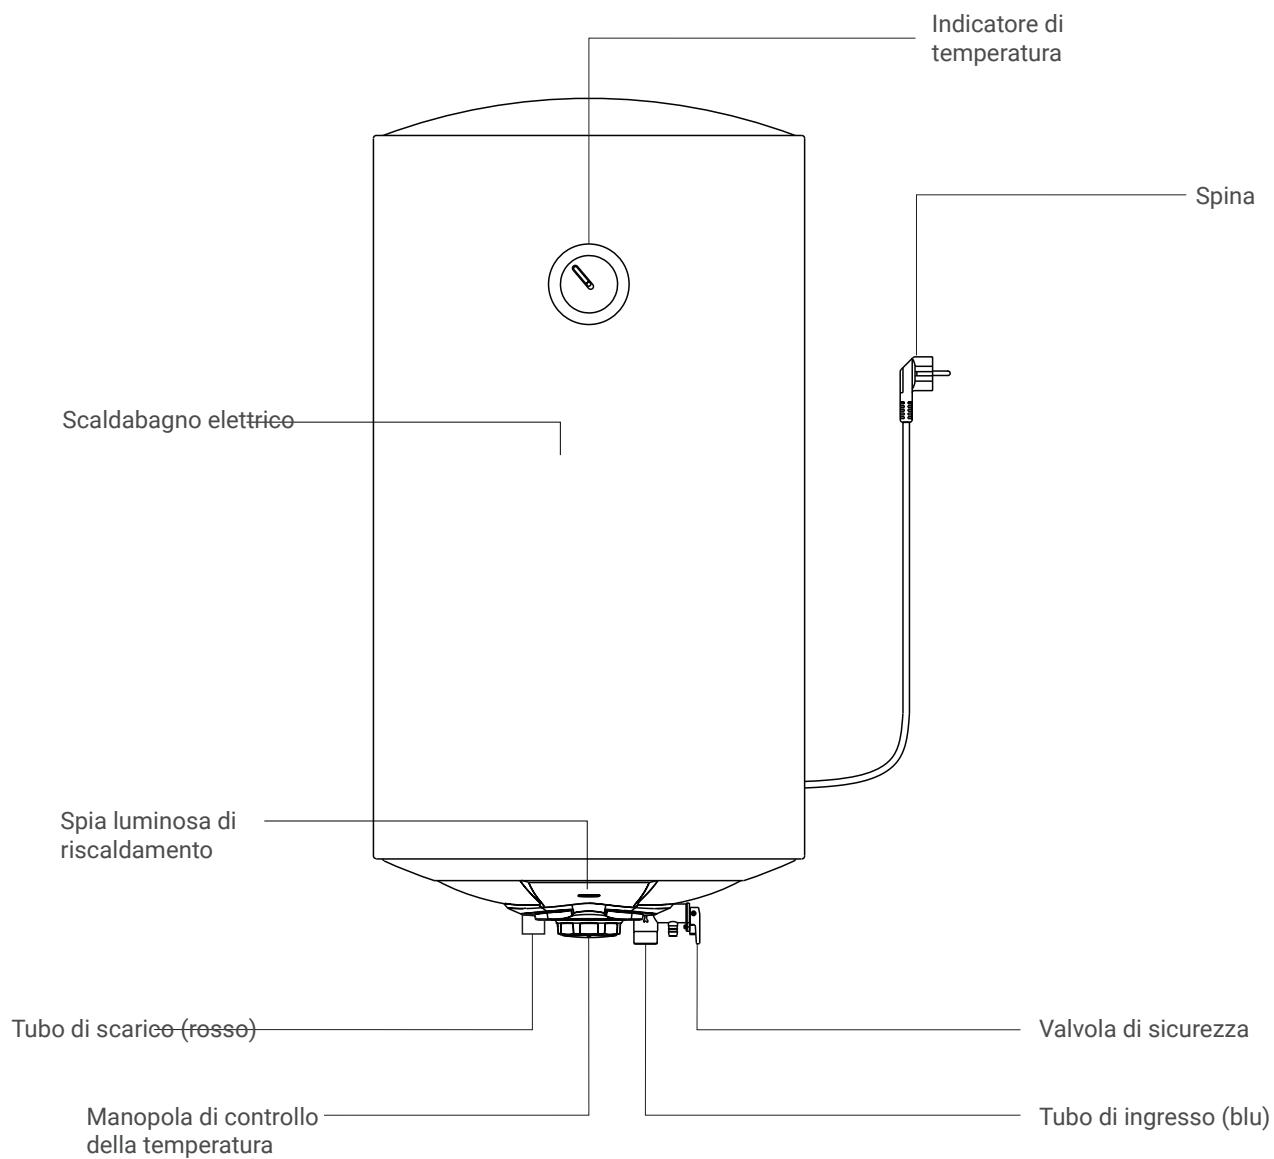 Indicatore di
temperatura
Spina
Scaldabagno elettrico
Spia luminosa di
riscaldamento
Tubo di scarico (rosso)
Valvola di sicurezza
Manopola di controllo
della temperatura
Tubo di ingresso (blu)